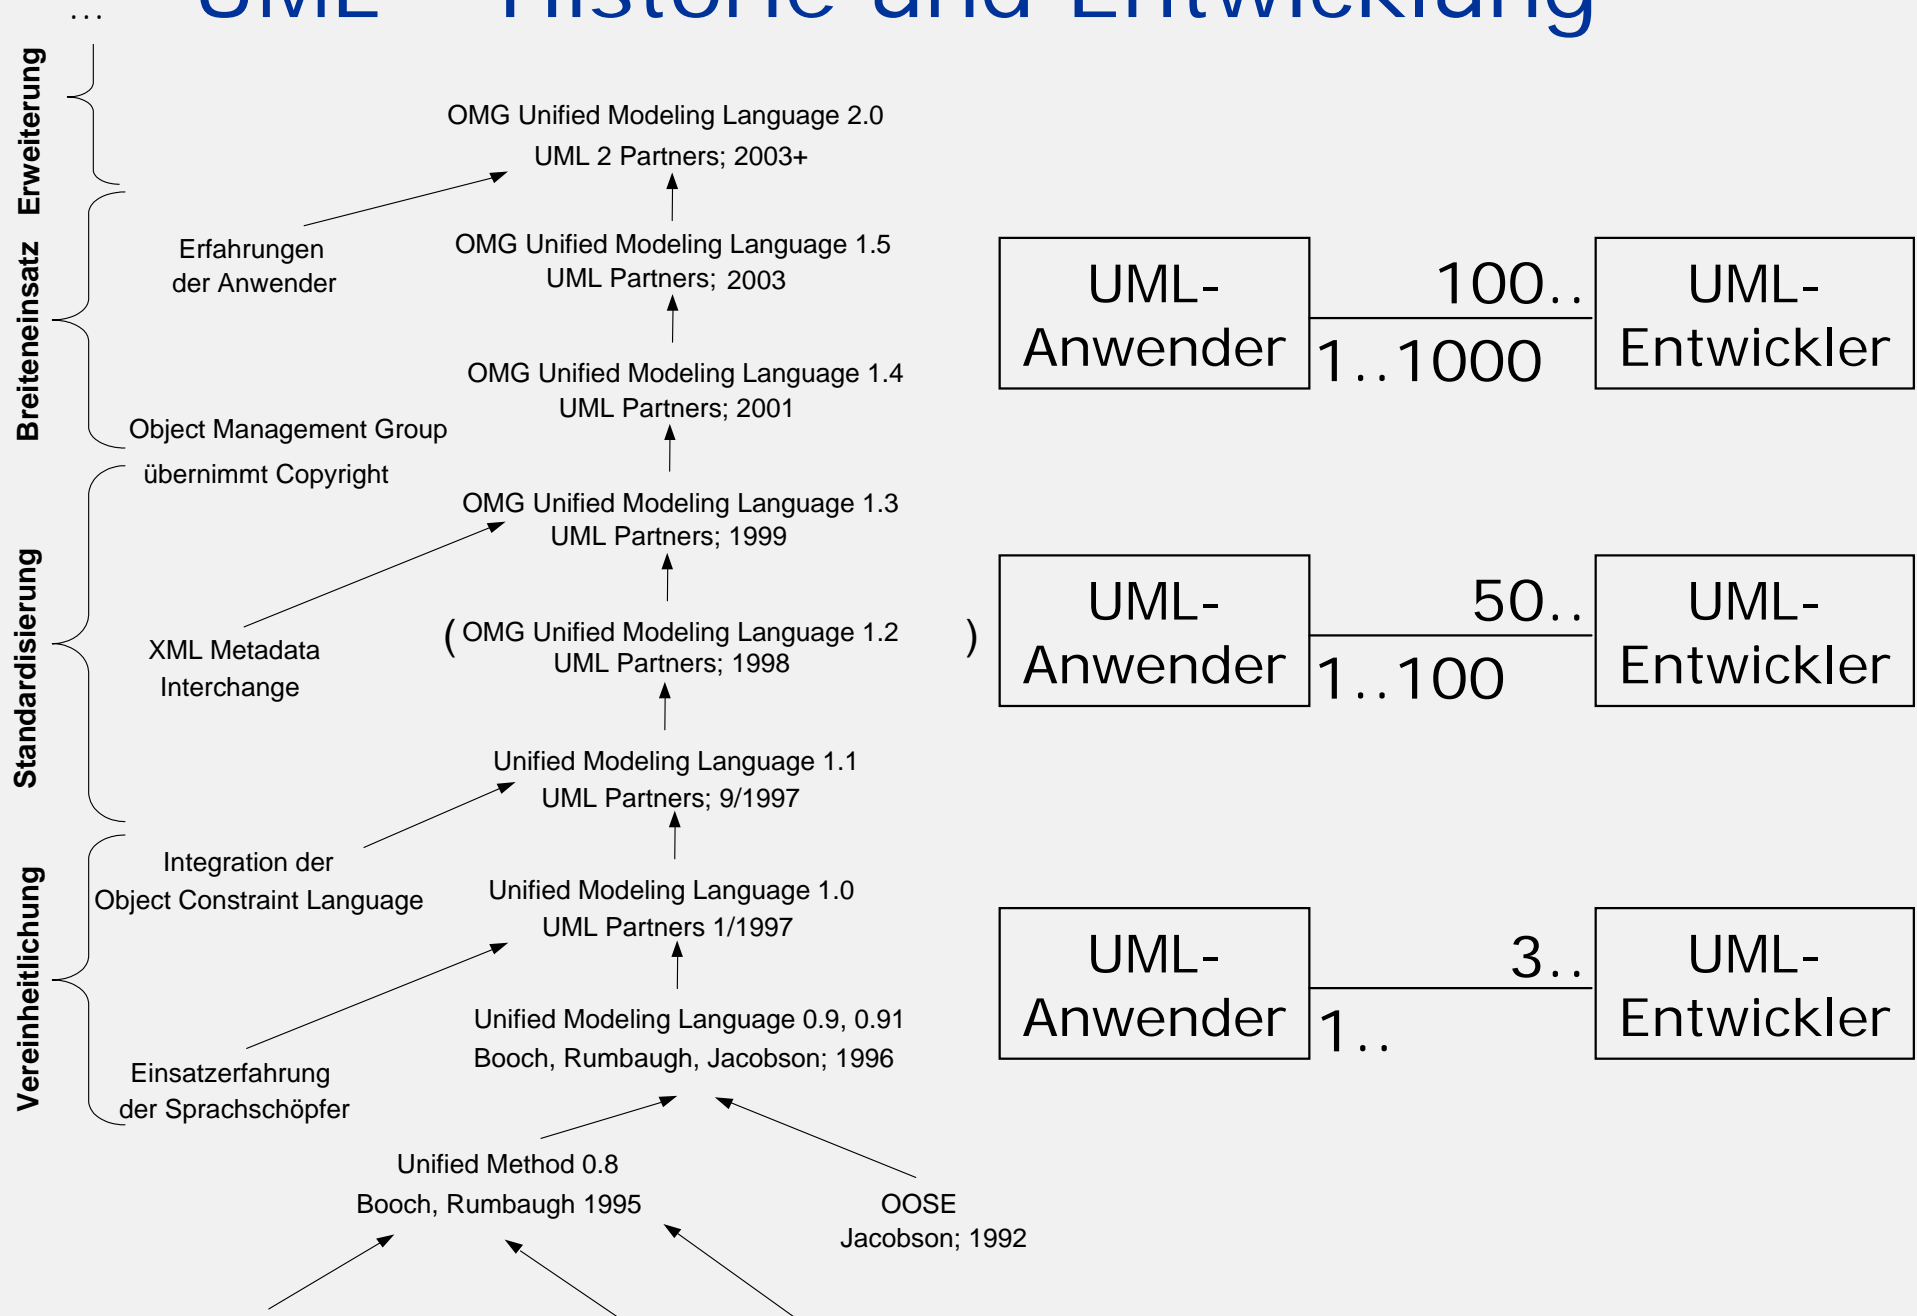 UML - Historie und Entwicklung
...
Erweiterung
Breiteneinsatz
Standardisierung
Vereinheitlichung
OMG Unified Modeling Language 2.0
UML 2 Partners; 2003+
Erfahrungen
der Anwender
OMG Unified Modeling Language 1.5
UML Partners; 2003
OMG Unified Modeling Language 1.4
UML Partners; 2001
Object Management Group
übernimmt Copyright
OMG Unified Modeling Language 1.3
UML Partners; 1999
XML Metadata
Interchange
(OMG Unified Modeling Language 1.2 )
UML Partners; 1998
Unified Modeling Language 1.1
UML Partners; 9/1997
Integration der
Object Constraint Language
Unified Modeling Language 1.0
UML Partners 1/1997
Unified Modeling Language 0.9, 0.91
Booch, Rumbaugh, Jacobson; 1996
Einsatzerfahrung
der Sprachschöpfer
Unified Method 0.8
Booch, Rumbaugh 1995
OOSE
Jacobson; 1992
UML-
Anwender
100..
1..1000
UML-
Entwickler
UML-
Anwender
50..
1..100
UML-
Entwickler
UML-
Anwender
3..
1..
UML-
Entwickler